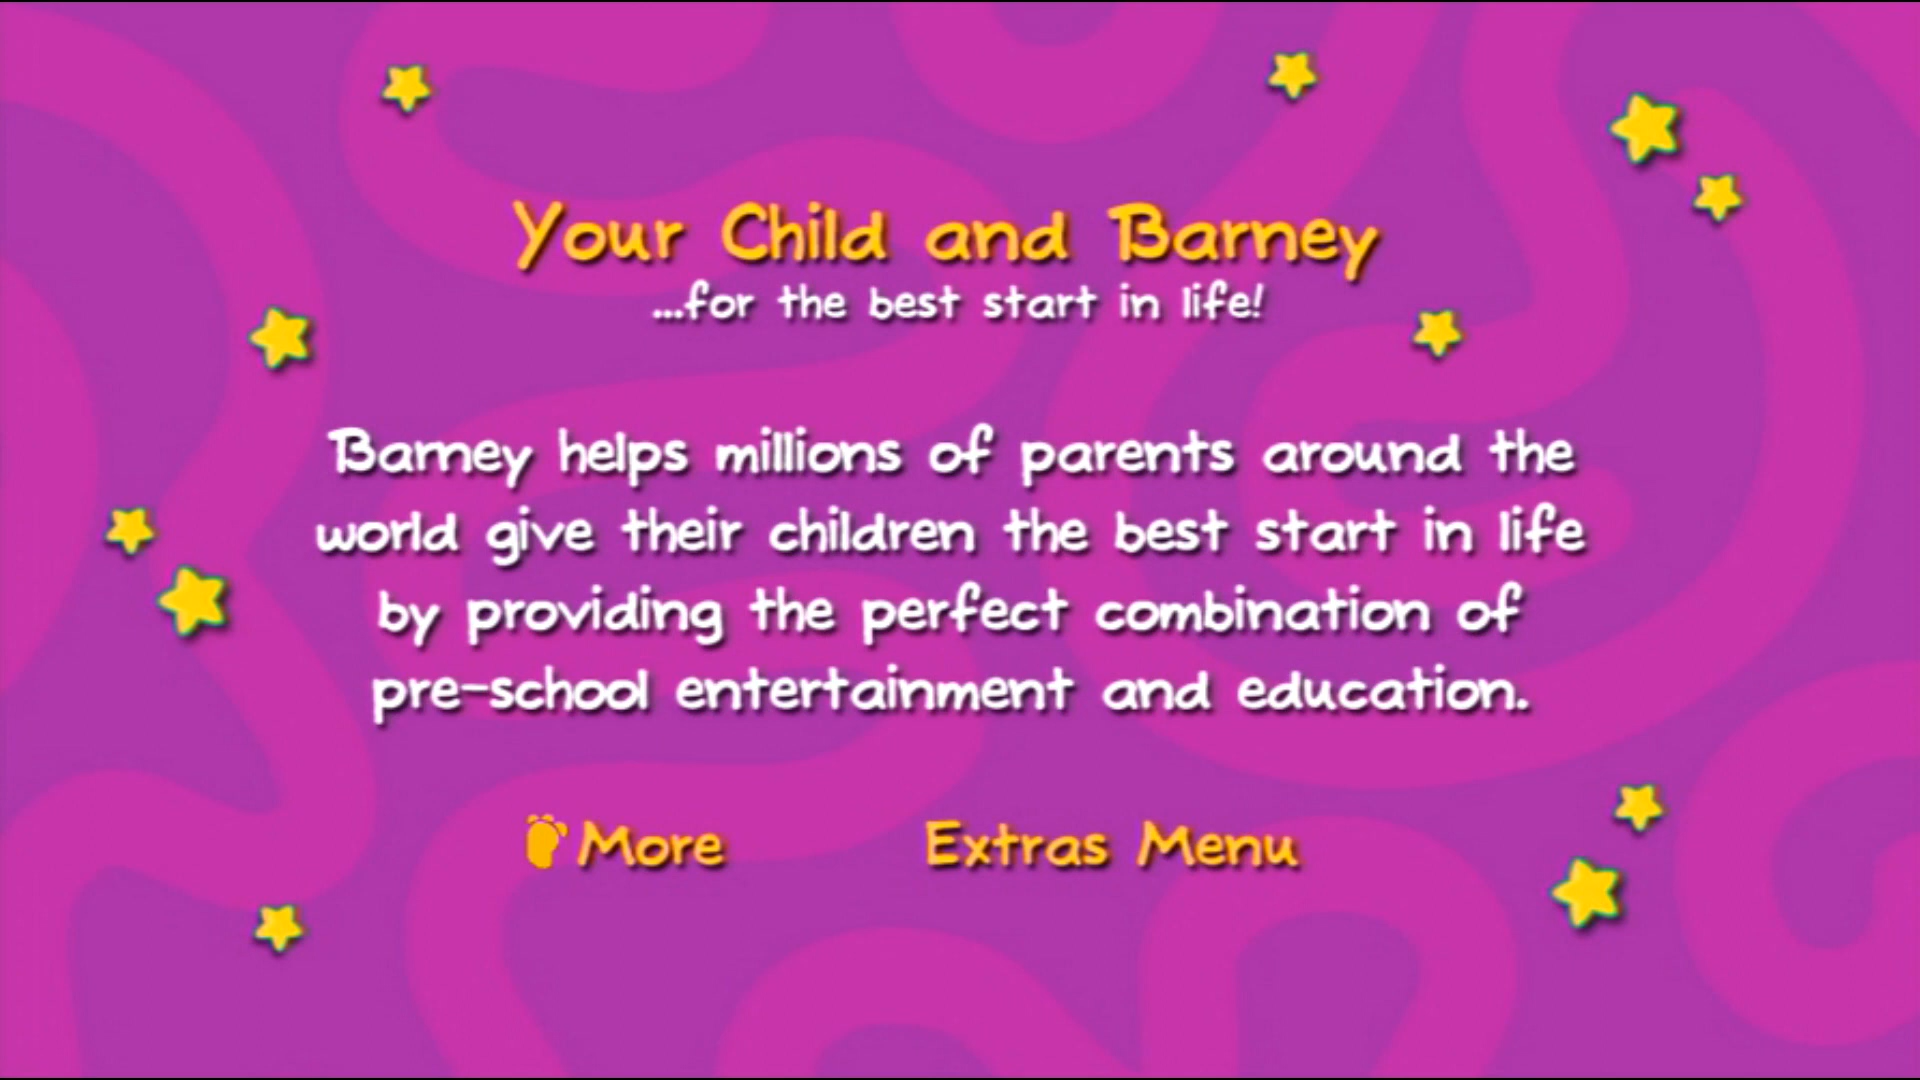 Your Child and Barney
...for the best start in life!
Barney helps millions of parents around the
world give their children the best start in life
by providing the perfect combination of
pre-school entertainment and education.
More
Extras Menu